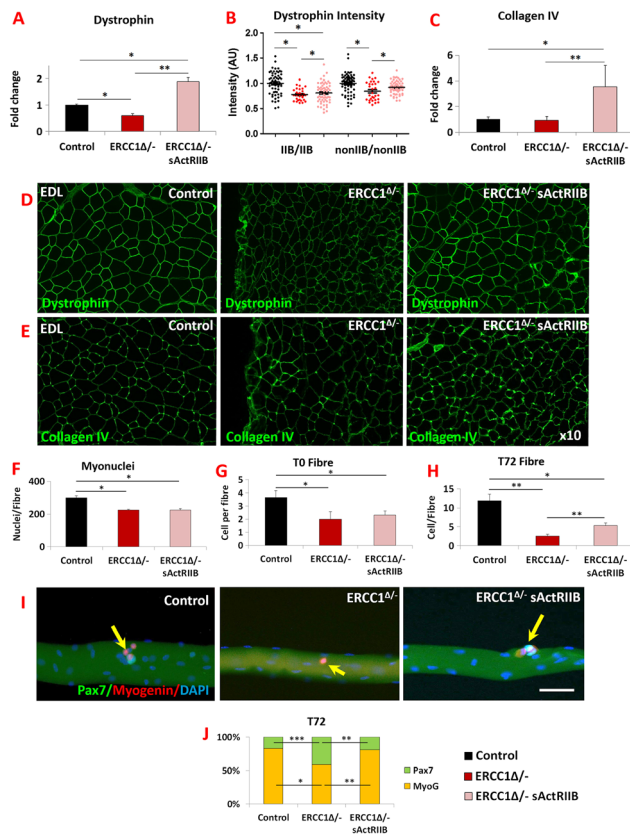 A
Dystrophin
Fold change
2
1
0
*
**
*
Control
ERCC1Δ/-
ERCC1Δ/-
sActRIIB
B
Dystrophin Intensity
Intensity (AU)
2.0
1.5
1.0
0.5
0.0
*
*
*
*
*
IIB/IIB
nonIIB/nonIIB
C
Collagen IV
Fold change
6
4
2
0
*
**
Control
ERCC1Δ/-
ERCC1Δ/-
sActRIIB
D
EDL
Control
Dystrophin
ERCC1Δ/-
ERCC1Δ/- sActRIIB
Dystrophin
E
EDL
Control
Collagen IV
ERCC1Δ/-
ERCC1Δ/- sActRIIB
Collagen IV
x10
F
Myonuclei
Nuclei/Fibre
400
200
0
*
*
Control
ERCC1Δ/-
ERCC1Δ/-
sActRIIB
G
T0 Fibre
Cell per fibre
5
4
3
2
1
0
*
*
Control
ERCC1Δ/-
ERCC1Δ/-
sActRIIB
H
T72 Fibre
Cell/Fibre
15
10
5
0
*
**
**
Control
ERCC1Δ/-
ERCC1Δ/-
sActRIIB
I
Control
Pax7/Myogenin/DAPI
ERCC1Δ/-
ERCC1Δ/- sActRIIB
J
T72
100%
50%
0%
***
**
*
**
Control
ERCC1Δ/-
ERCC1Δ/-
sActRIIB
Pax7
MyoG
Control
ERCC1Δ/-
ERCC1Δ/- sActRIIB